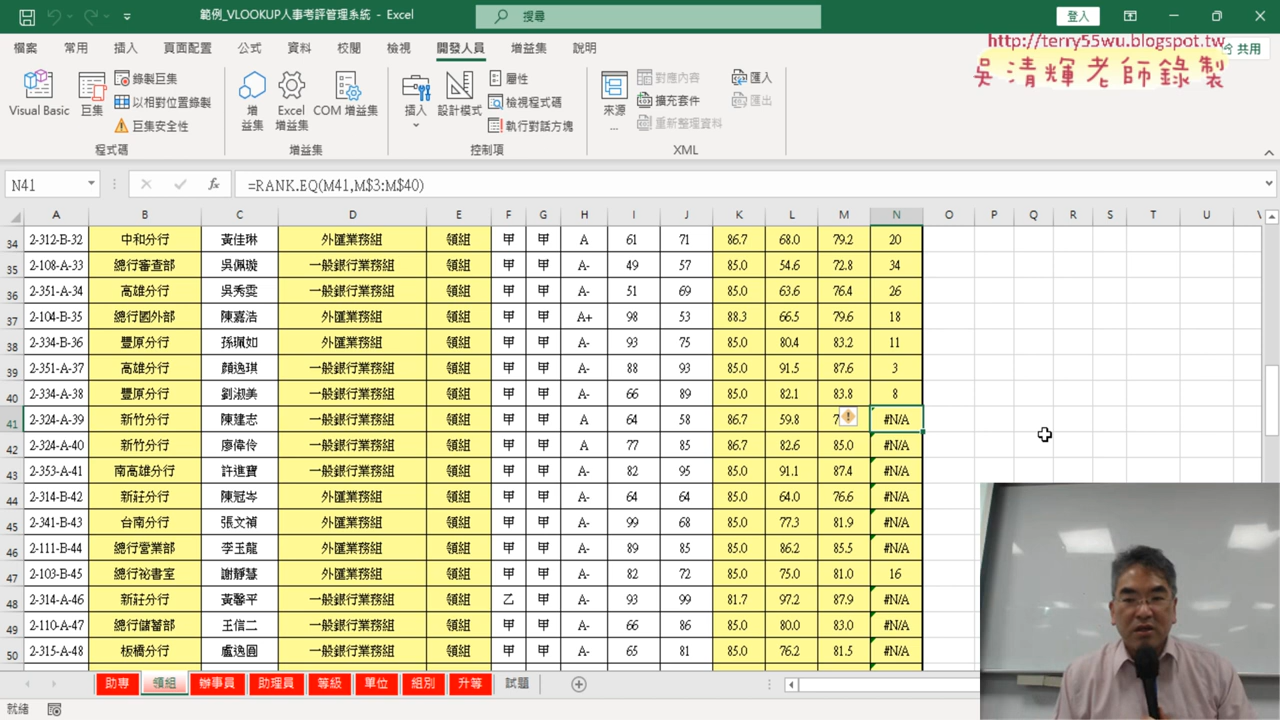 範例_VLOOKUP人事考評管理系統 - Excel
搜尋
登入
檔案 常用 插入 頁面配置 公式 資料 校閱 檢視 開發人員 增益集 說明
http://terry55wu.blogspot.tw
共用
吳清輝老師錄製
Visual Basic
巨集
錄製巨集
以相對位置錄製
巨集安全性
程式碼
增益集
Excel 增益集
COM 增益集
增益集
插入
設計模式
屬性
檢視程式碼
執行對話方塊
控制項
來源...
對應內容
擴充套件
重新整理資料
匯入
匯出
XML
N41
=RANK.EQ(M41,M$3:M$40)
A B C D E F G H I J K L M N O P Q R S T U
34 2-312-B-32 中和分行 黃佳琳 外匯業務組 領組 甲 甲 A 61 71 86.7 68.0 79.2 20
35 2-108-A-33 總行審查部 吳佩璇 一般銀行業務組 領組 甲 甲 A- 49 57 85.0 54.6 72.8 34
36 2-351-A-34 高雄分行 吳秀雯 一般銀行業務組 領組 甲 甲 A- 51 69 85.0 63.6 76.4 26
37 2-104-B-35 總行國外部 陳嘉浩 外匯業務組 領組 甲 甲 A+ 98 53 88.3 66.5 79.6 18
38 2-334-B-36 豐原分行 孫珮如 外匯業務組 領組 甲 甲 A- 93 75 85.0 80.4 83.2 11
39 2-351-A-37 高雄分行 顏逸琪 一般銀行業務組 領組 甲 甲 A- 88 93 85.0 91.5 87.6 3
40 2-334-A-38 豐原分行 劉淑美 一般銀行業務組 領組 甲 甲 A- 66 89 85.0 82.1 83.8 8
41 2-324-A-39 新竹分行 陳建志 一般銀行業務組 領組 甲 甲 A 64 58 86.7 59.8 7 #N/A
42 2-324-A-40 新竹分行 廖偉伶 一般銀行業務組 領組 甲 甲 A 77 85 86.7 82.6 85.0 #N/A
43 2-353-A-41 南高雄分行 許進寶 一般銀行業務組 領組 甲 甲 A- 82 95 85.0 91.1 87.4 #N/A
44 2-314-B-42 新莊分行 陳冠岑 外匯業務組 領組 甲 甲 A- 64 64 85.0 64.0 76.6 #N/A
45 2-341-B-43 台南分行 張文禎 外匯業務組 領組 甲 甲 A- 99 68 85.0 77.3 81.9 #N/A
46 2-111-B-44 總行營業部 李玉龍 外匯業務組 領組 甲 甲 A- 89 85 85.0 86.2 85.5 #N/A
47 2-103-B-45 總行祕書室 謝靜慧 外匯業務組 領組 甲 甲 A- 82 72 85.0 75.0 81.0 16
48 2-314-A-46 新莊分行 黃馨平 一般銀行業務組 領組 乙 甲 A- 93 99 81.7 97.2 87.9 #N/A
49 2-110-A-47 總行儲蓄部 王信二 一般銀行業務組 領組 甲 甲 A- 66 86 85.0 80.0 83.0 #N/A
50 2-315-A-48 板橋分行 盧逸圓 一般銀行業務組 領組 甲 甲 A- 65 81 85.0 76.2 81.5 #N/A
助專 領組 辦事員 助理員 等級 單位 組別 升等 試題
就緒